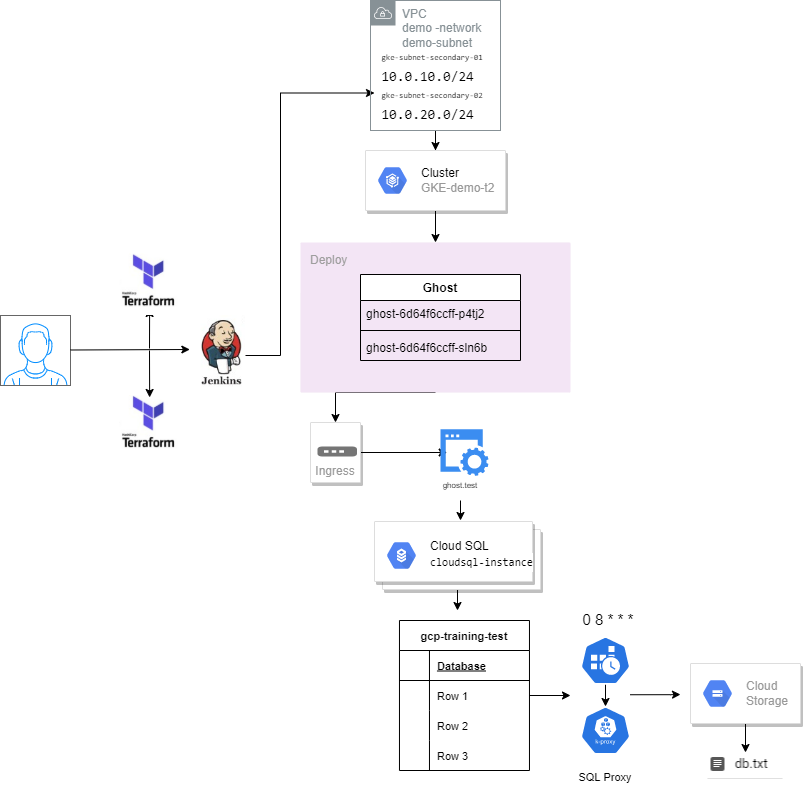 VPC
demo -network
demo-subnet
gke-subnet-secondary-01
10.0.10.0/24
gke-subnet-secondary-02
10.0.20.0/24
Cluster
GKE-demo-t2
Deploy
Ghost
ghost-6d64f6ccff-p4tj2
ghost-6d64f6ccff-sln6b
Terraform
Jenkins
Terraform
Ingress
ghost.test
Cloud SQL
cloudsql-instance
gcp-training-test
Database
Row 1
Row 2
Row 3
0 8 * * *
k-proxy
SQL Proxy
Cloud
Storage
db.txt